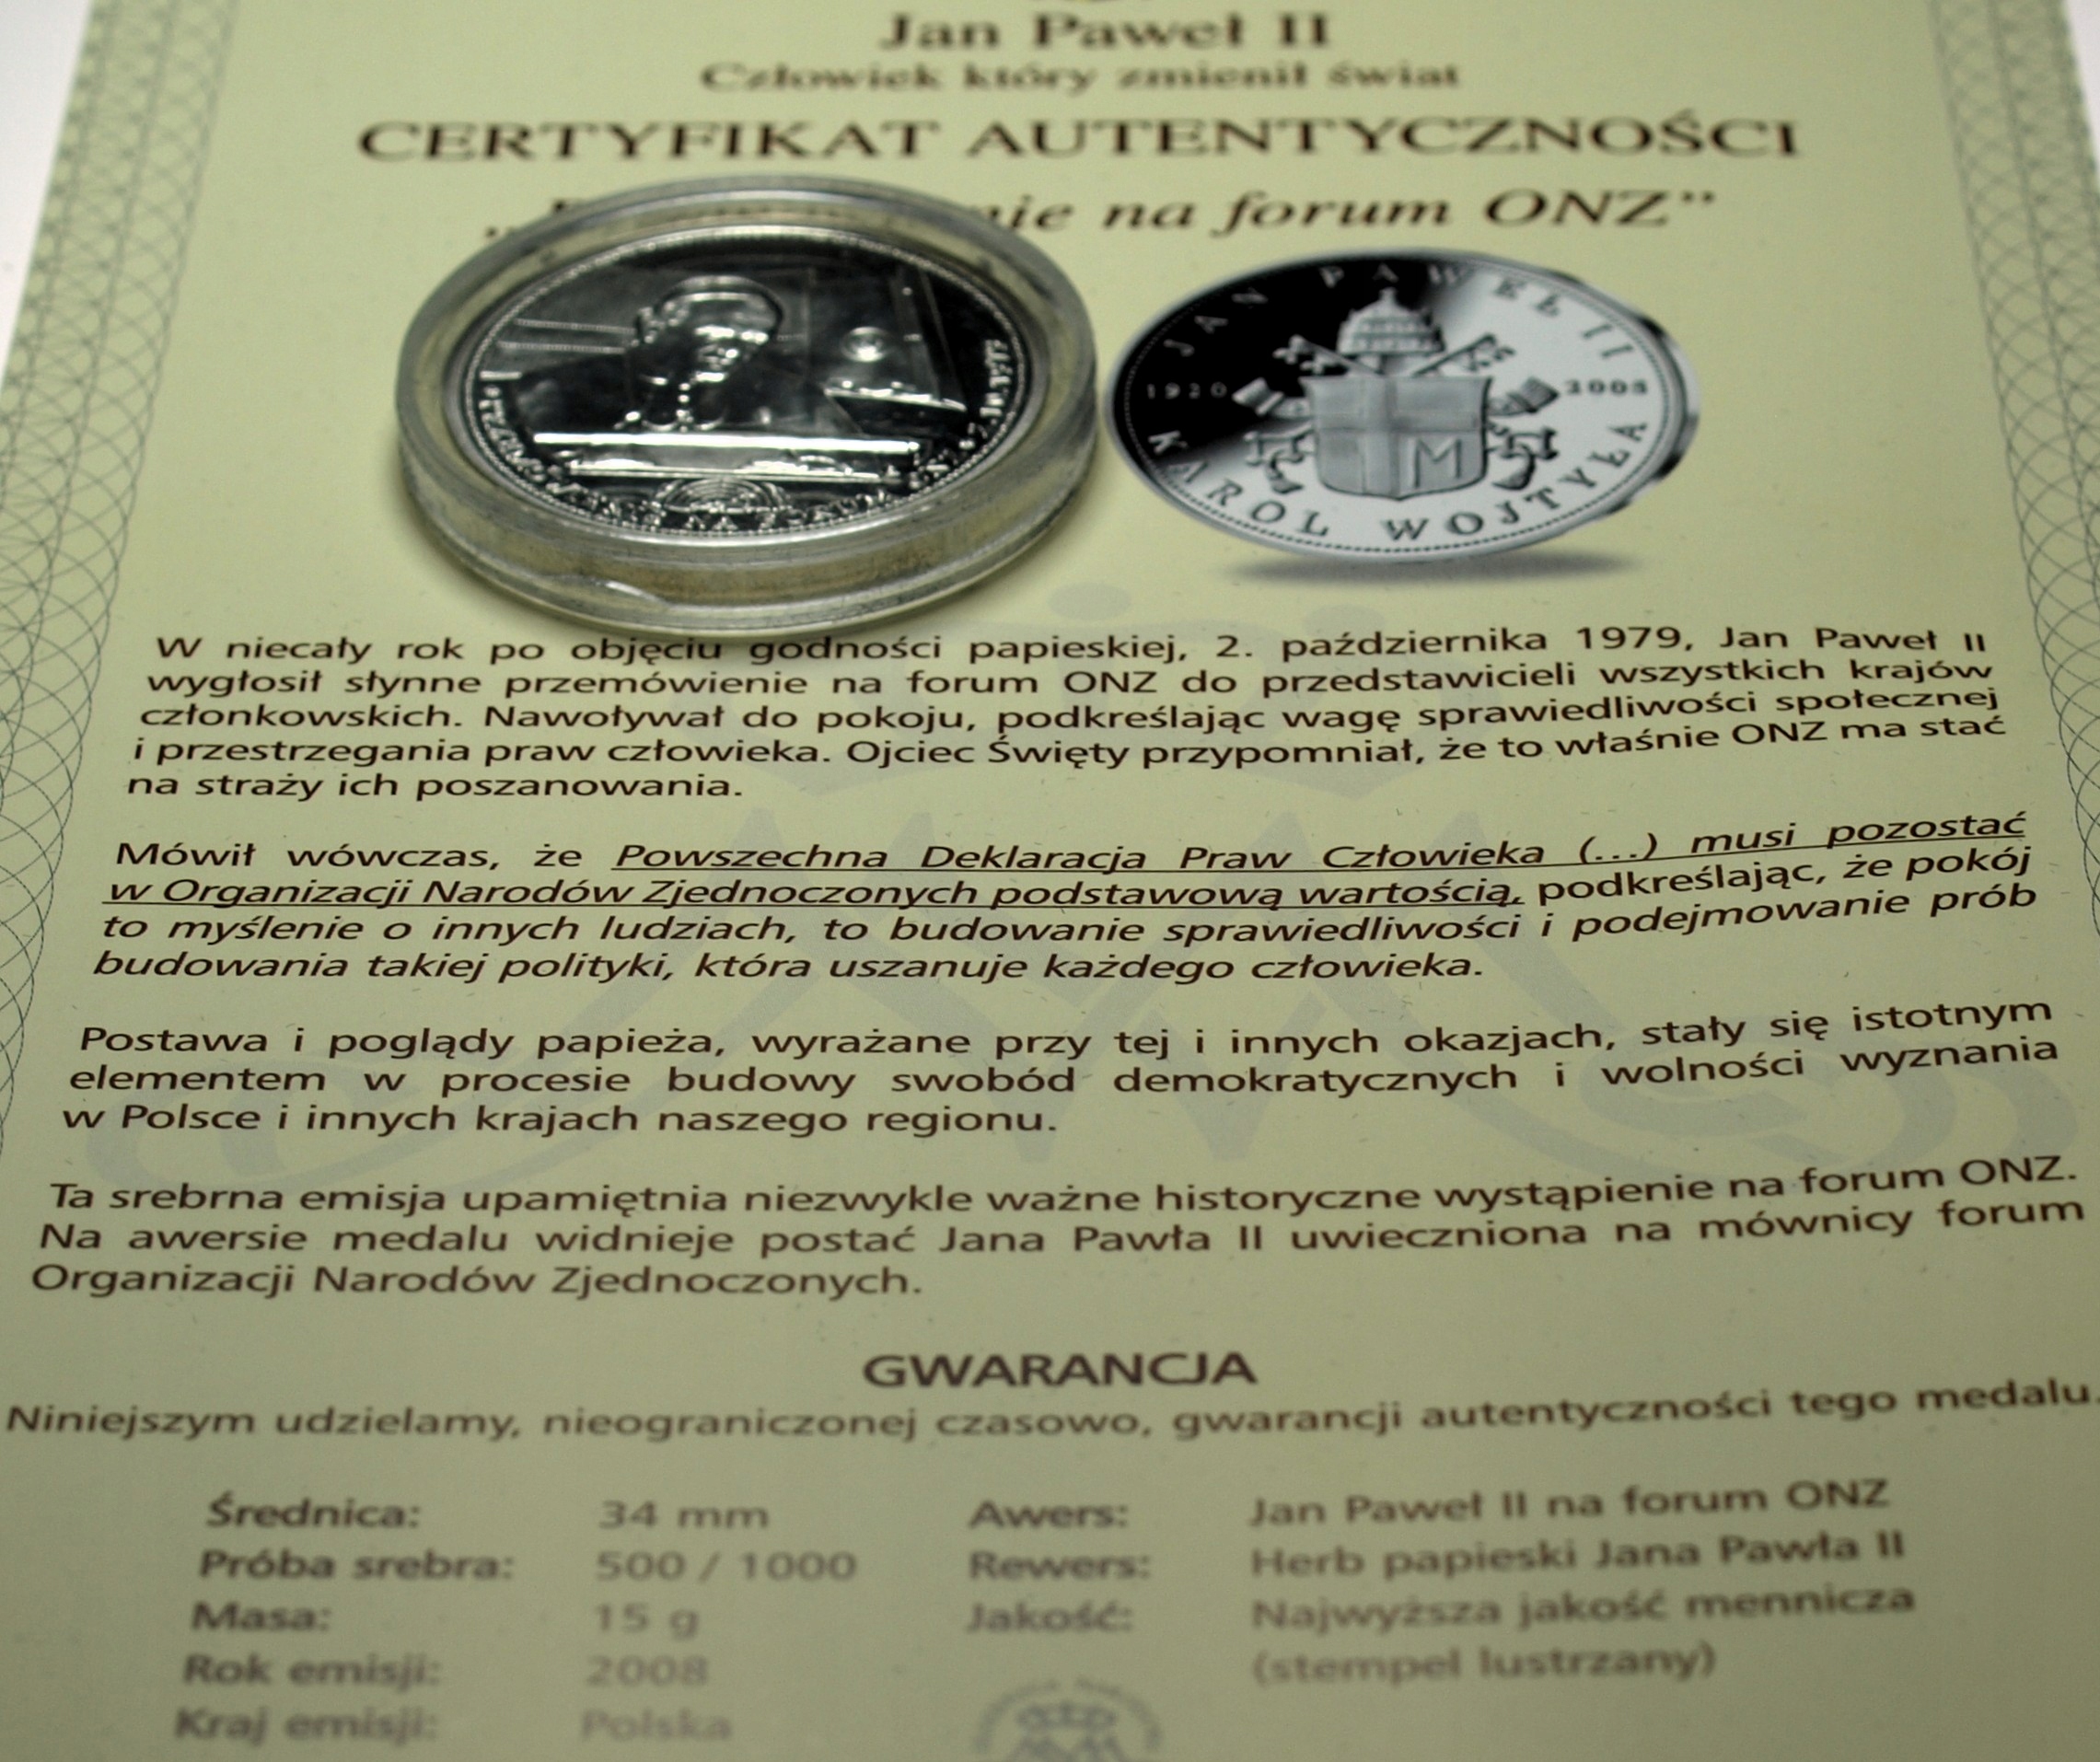 Jan Paweł II
Człowiek który zmienił świat
CERTYFIKAT AUTENTYCZNOŚCI
nie na forum ONZ”
JAN PAWEŁ II
1920 2005
KAROL WOJTYŁA
W niecały rok po objęciu godności papieskiej, 2. października 1979, Jan Paweł II
wygłosił słynne przemówienie na forum ONZ do przedstawicieli wszystkich krajów
członkowskich. Nawoływał do pokoju, podkreślając wagę sprawiedliwości społecznej
i przestrzegania praw człowieka. Ojciec Święty przypomniał, że to właśnie ONZ ma stać
na straży ich poszanowania.
Mówił wówczas, że Powszechna Deklaracja Praw Człowieka (...) musi pozostać
w Organizacji Narodów Zjednoczonych podstawową wartością, podkreślając, że pokój
to myślenie o innych ludziach, to budowanie sprawiedliwości i podejmowanie prób
budowania takiej polityki, która uszanuje każdego człowieka.
Postawa i poglądy papieża, wyrażane przy tej i innych okazjach, stały się istotnym
elementem w procesie budowy swobód demokratycznych i wolności wyznania
w Polsce i innych krajach naszego regionu.
Ta srebrna emisja upamiętnia niezwykle ważne historyczne wystąpienie na forum ONZ.
Na awersie medalu widnieje postać Jana Pawła II uwieczniona na mównicy forum
Organizacji Narodów Zjednoczonych.
GWARANCJA
Niniejszym udzielamy, nieograniczonej czasowo, gwarancji autentyczności tego medalu.
Średnica: 34 mm Awers: Jan Paweł II na forum ONZ
Próba srebra: 500 / 1000 Rewers: Herb papieski Jana Pawła II
Masa: 15 g Jakość: Najwyższa jakość mennicza
Rok emisji: 2008 (stempel lustrzany)
Kraj emisji: Polska